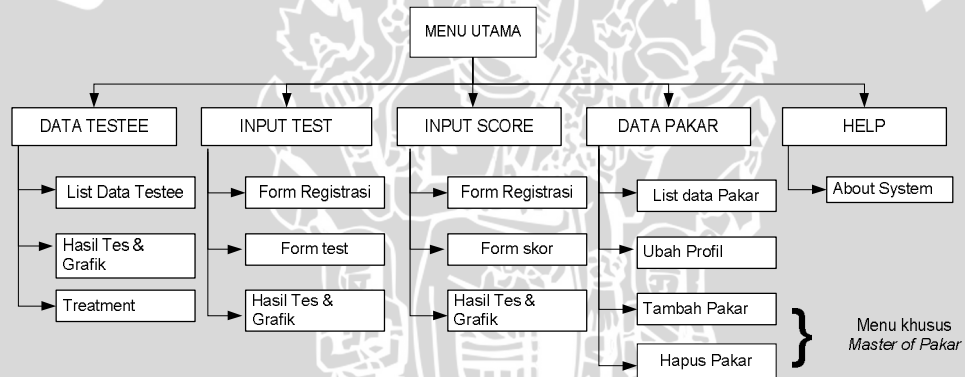 MENU UTAMA
DATA TESTEE
INPUT TEST
INPUT SCORE
DATA PAKAR
HELP
List Data Testee
Hasil Tes &
Grafik
Treatment
Form Registrasi
Form test
Hasil Tes &
Grafik
Form Registrasi
Form skor
Hasil Tes &
Grafik
List data Pakar
Ubah Profil
Tambah Pakar
Hapus Pakar
Menu khusus
Master of Pakar
About System